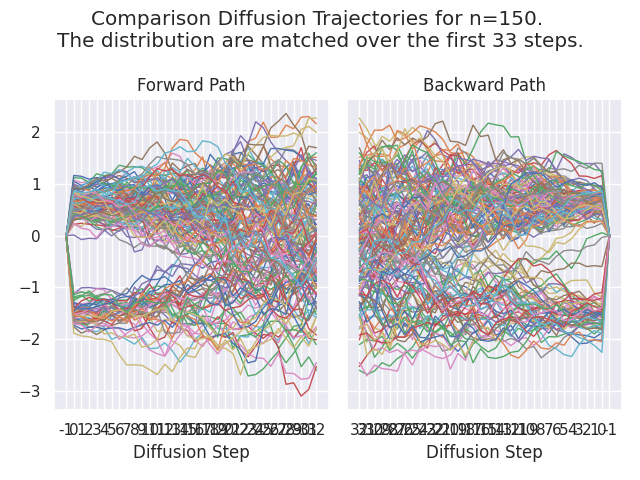 Comparison Diffusion Trajectories for n=150.
The distribution are matched over the first 33 steps.
Forward Path
Backward Path
2
1
0
−1
−2
−3
Diffusion Step
Diffusion Step